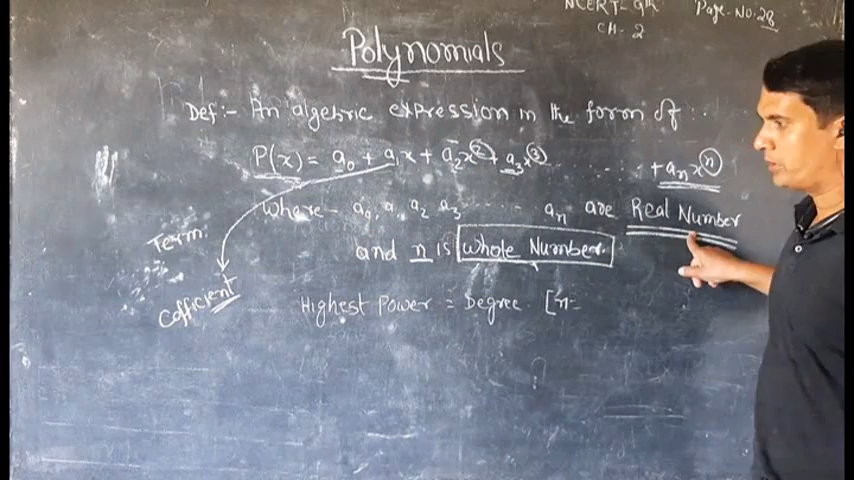 NCERT-9th Page-No.28
CH-2
Polynomials
Def:- An algebric expression in the form of :-
P(x) = a₀ + a₁x + a₂x² + a₃x³ ........ + aₙxⁿ
Where - a₀, a₁ a₂ a₃ ...... aₙ are Real Number
Term:
and n is Whole Number.
Cofficient
Highest Power = Degree. [n=